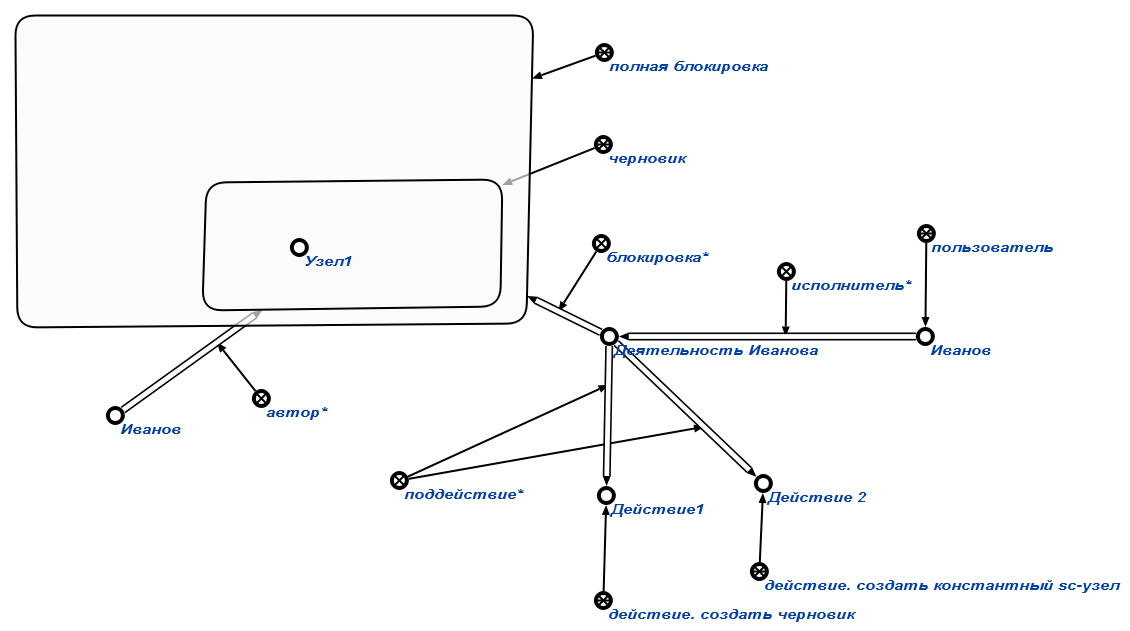 полная блокировка
черновик
Узел1
блокировка*
пользователь
исполнитель*
Деятельность Иванова
Иванов
автор*
Иванов
поддействие*
Действие1
Действие 2
действие. создать константный sc-узел
действие. создать черновик